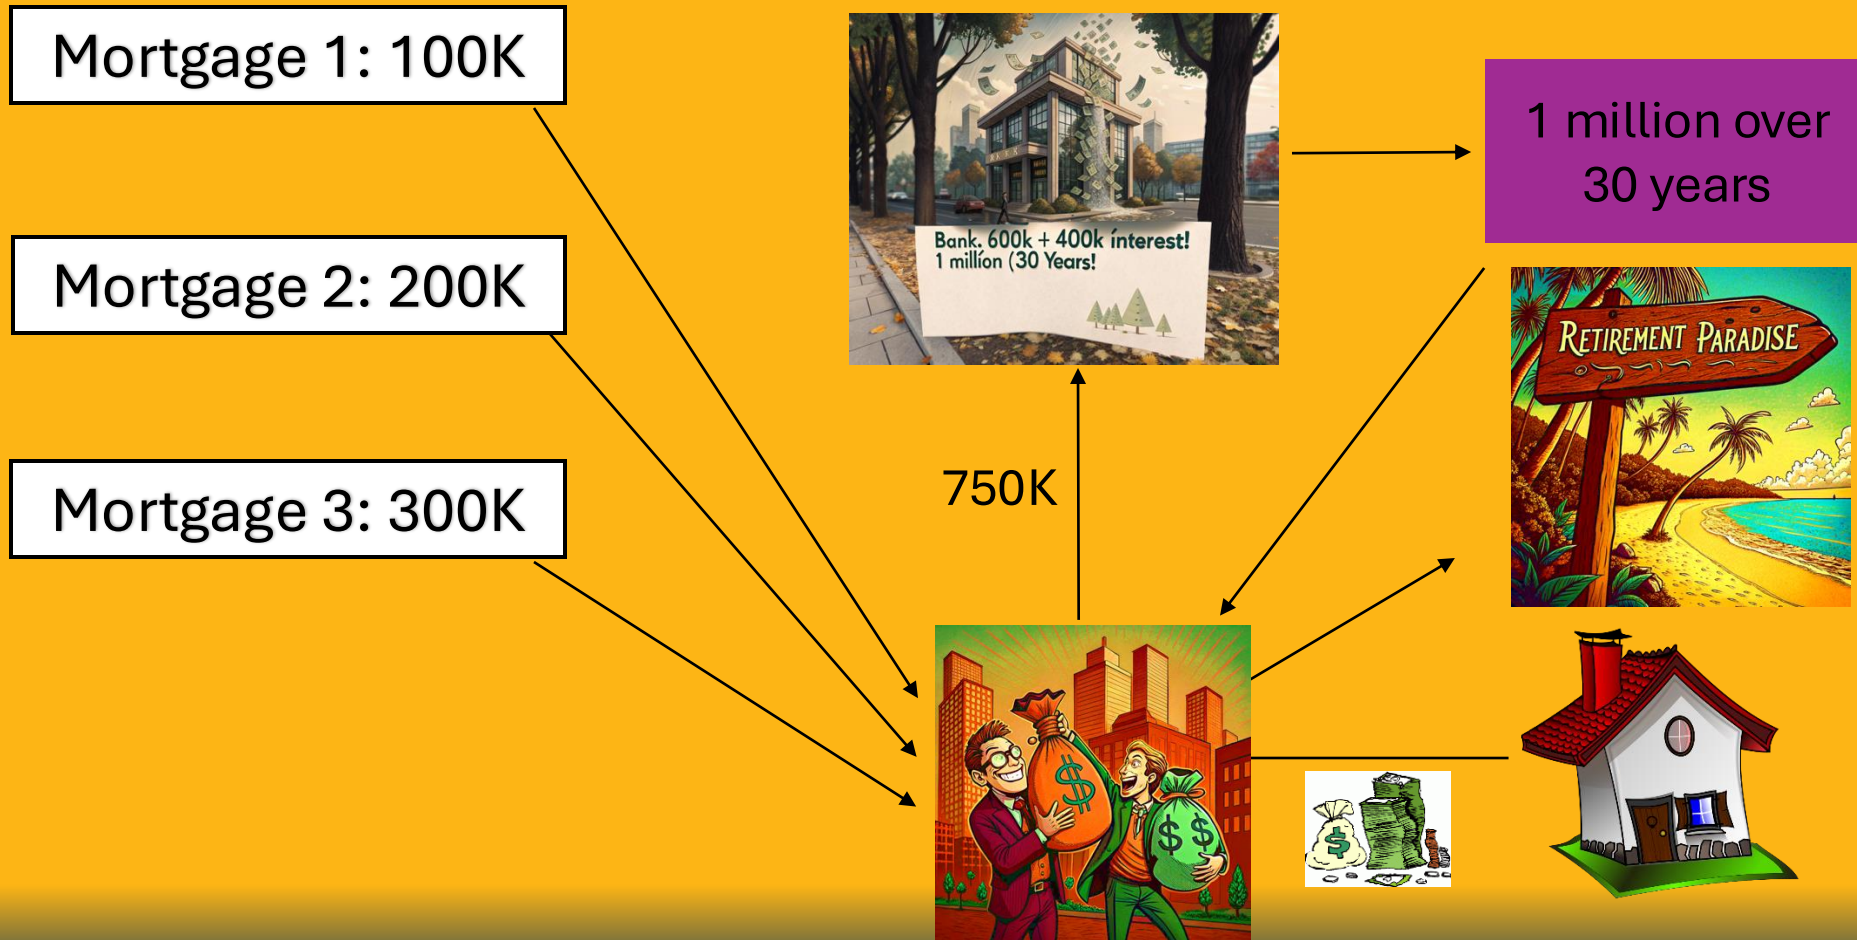 Mortgage 1: 100K
Mortgage 2: 200K
Mortgage 3: 300K
BANK
Bank. 600k + 400k interest!
1 million (30 Years!
1 million over
30 years
RETIREMENT PARADISE
750K
$
$ $
$